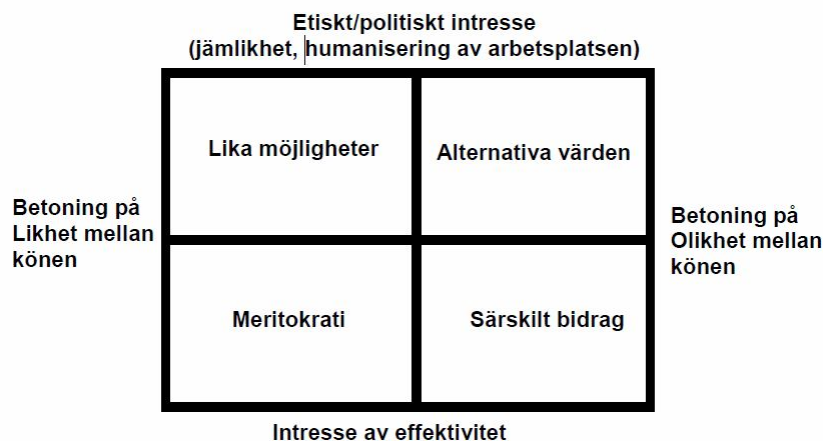 Etiskt/politiskt intresse
(jämlikhet, humanisering av arbetsplatsen)
Lika möjligheter
Alternativa värden
Betoning på
Likhet mellan
könen
Betoning på
Olikhet mellan
könen
Meritokrati
Särskilt bidrag
Intresse av effektivitet